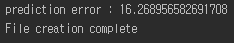 prediction error : 16.268956582691708
File creation complete